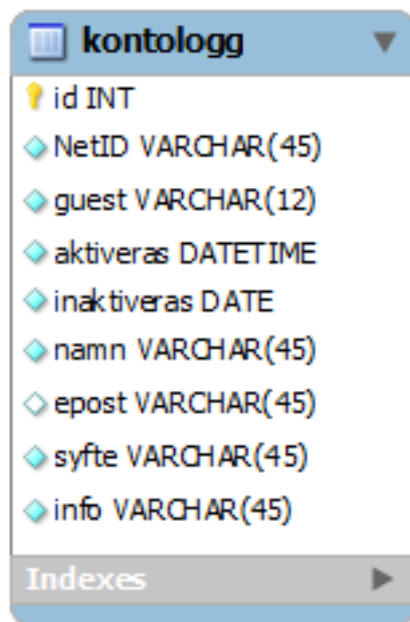 kontologg
id INT
NetID VARCHAR(45)
guest VARCHAR(12)
aktiveras DATETIME
inaktiveras DATE
namn VARCHAR(45)
epost VARCHAR(45)
syfte VARCHAR(45)
info VARCHAR(45)
Indexes